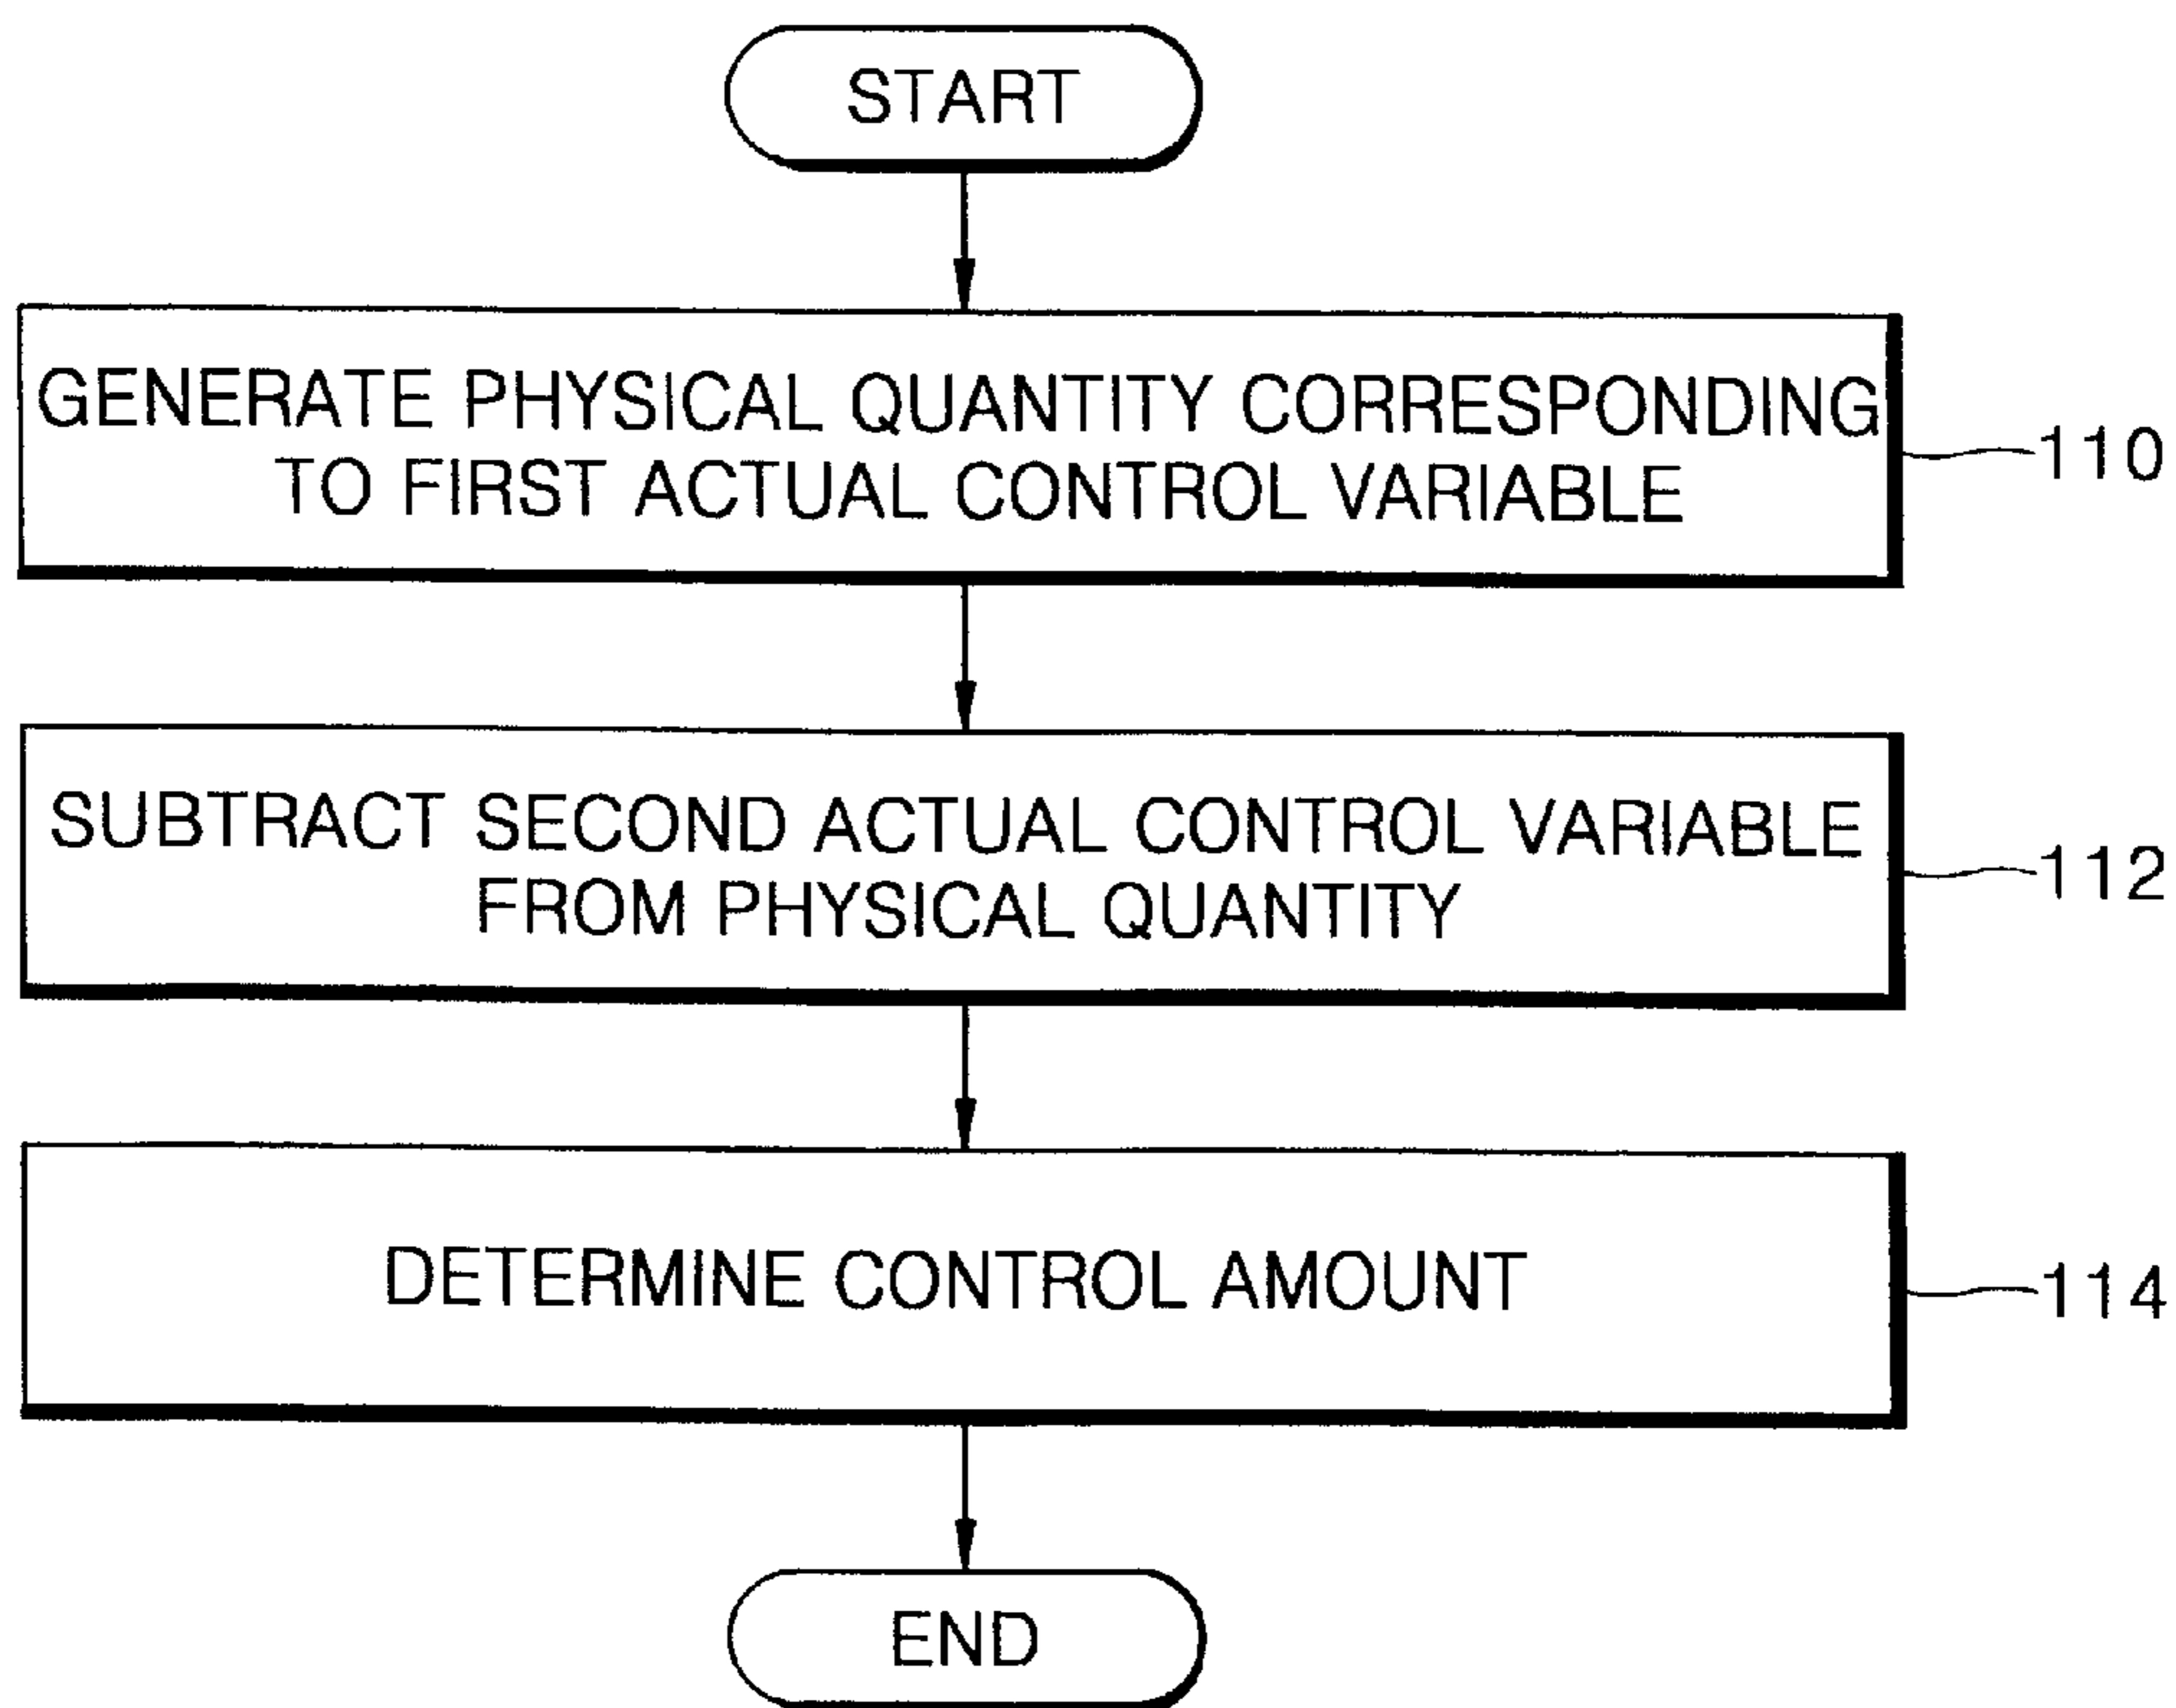 START
GENERATE PHYSICAL QUANTITY CORRESPONDING
TO FIRST ACTUAL CONTROL VARIABLE
110
SUBTRACT SECOND ACTUAL CONTROL VARIABLE
FROM PHYSICAL QUANTITY
112
DETERMINE CONTROL AMOUNT
114
END